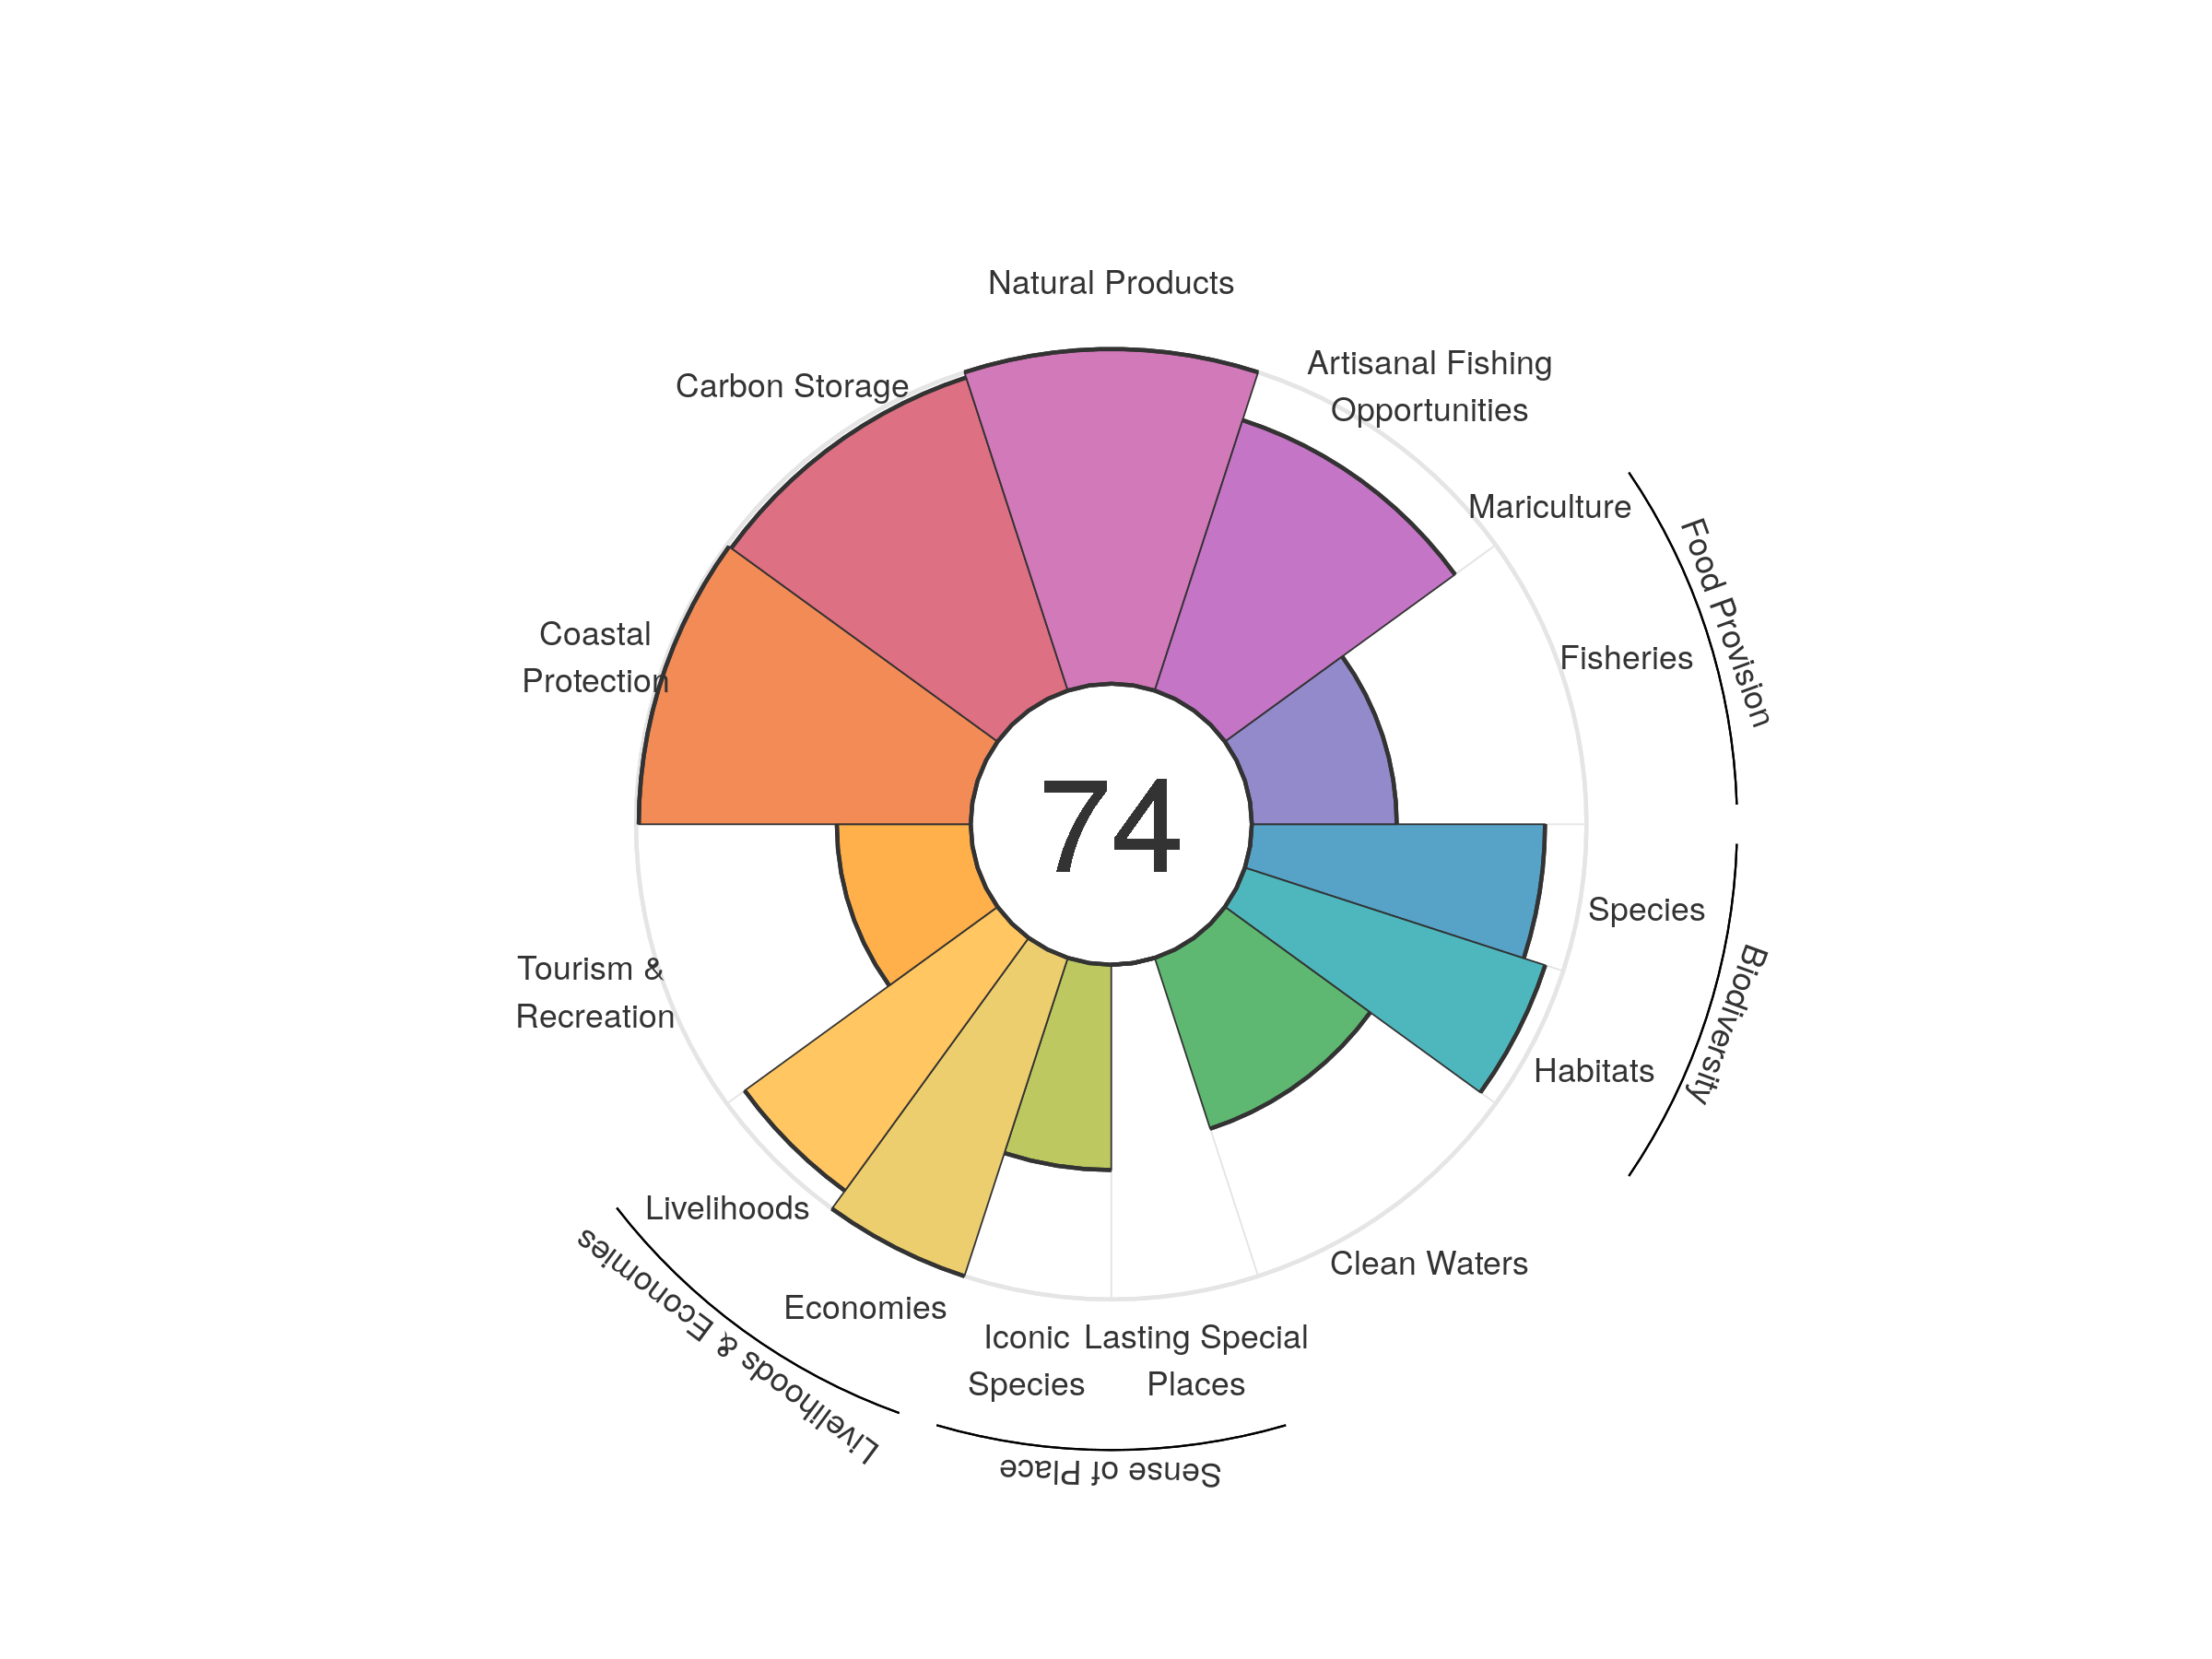 Natural Products
Artisanal Fishing
Opportunities
Carbon Storage
Mariculture
Food Provision
Fisheries
Coastal
Protection
74
Species
Biodiversity
Habitats
Tourism &
Recreation
Livelihoods
Clean Waters
Economies
Livelihoods & Economies
Iconic
Species
Lasting Special
Places
Sense of Place